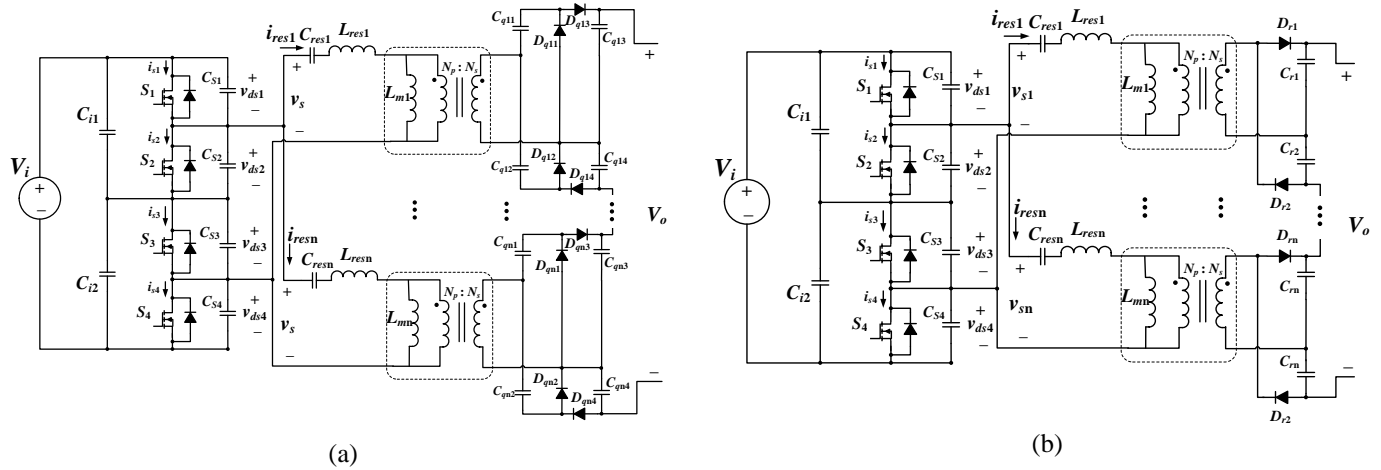 i_res1 C_res1 L_res1
C_q11 D_q13
D_q11 C_q13
+
i_s1 C_S1 +
S_1 v_ds1
−
+
v_s
−
L_m1 N_p : N_s
C_i1
i_s2 C_S2 +
S_2 v_ds2
−
C_q12 D_q12 C_q14
D_q14
V_i
+
−
V_o
i_s3 C_S3 +
S_3 v_ds3
−
i_resn C_resn L_resn
C_qn1 D_qn3
D_qn1 C_qn3
C_i2
i_s4 C_S4 +
S_4 v_ds4
−
+
v_s
−
L_mn N_p : N_s
C_qn2 D_qn2 C_qn4
D_qn4
−
(a)
i_res1 C_res1 L_res1
D_r1
C_r1
+
i_s1 C_S1 +
S_1 v_ds1
−
+
v_s1
−
L_m1 N_p : N_s
C_i1
i_s2 C_S2 +
S_2 v_ds2
−
C_r2
D_r2
V_i
+
−
V_o
i_s3 C_S3 +
S_3 v_ds3
−
i_resn C_resn L_resn
D_rn
C_rn
C_i2
i_s4 C_S4 +
S_4 v_ds4
−
+
v_sn
−
L_mn N_p : N_s
C_rn
D_r2
−
(b)